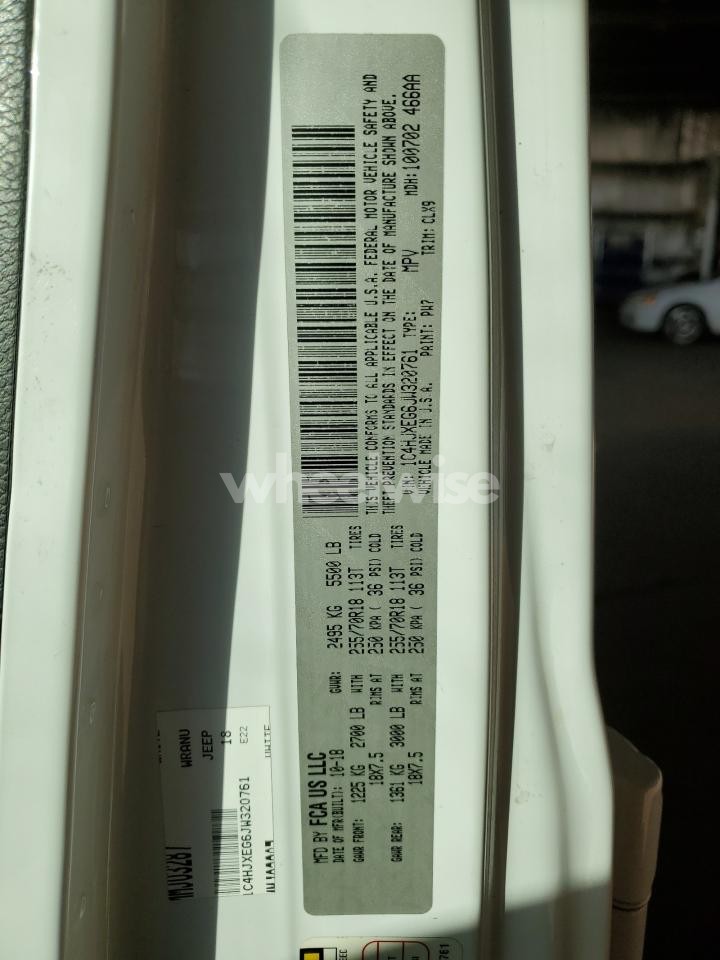 MFD BY FCA US LLC
DATE OF MFR(BUILT): 10-18 GVWR: 2495 KG 5500 LB
GAWR FRONT: 1225 KG 2700 LB WITH 255/70R18 113T TIRES
18X7.5 RIMS AT 250 KPA ( 36 PSI) COLD
GAWR REAR: 1361 KG 3000 LB WITH 255/70R18 113T TIRES
18X7.5 RIMS AT 250 KPA ( 36 PSI) COLD
THIS VEHICLE CONFORMS TO ALL APPLICABLE U.S.A. FEDERAL MOTOR VEHICLE SAFETY AND
THEFT PREVENTION STANDARDS IN EFFECT ON THE DATE OF MANUFACTURE SHOWN ABOVE.
VIN: 1C4HJXEG6JW320761 TYPE: MPV MDH: 100702 466AA
VEHICLE MADE IN U.S.A. PAINT: PW7 TRIM: CLX9
WRANU
JEEP
18
E22
1C4HJXEG6JW320761
WHITE
wheelwise